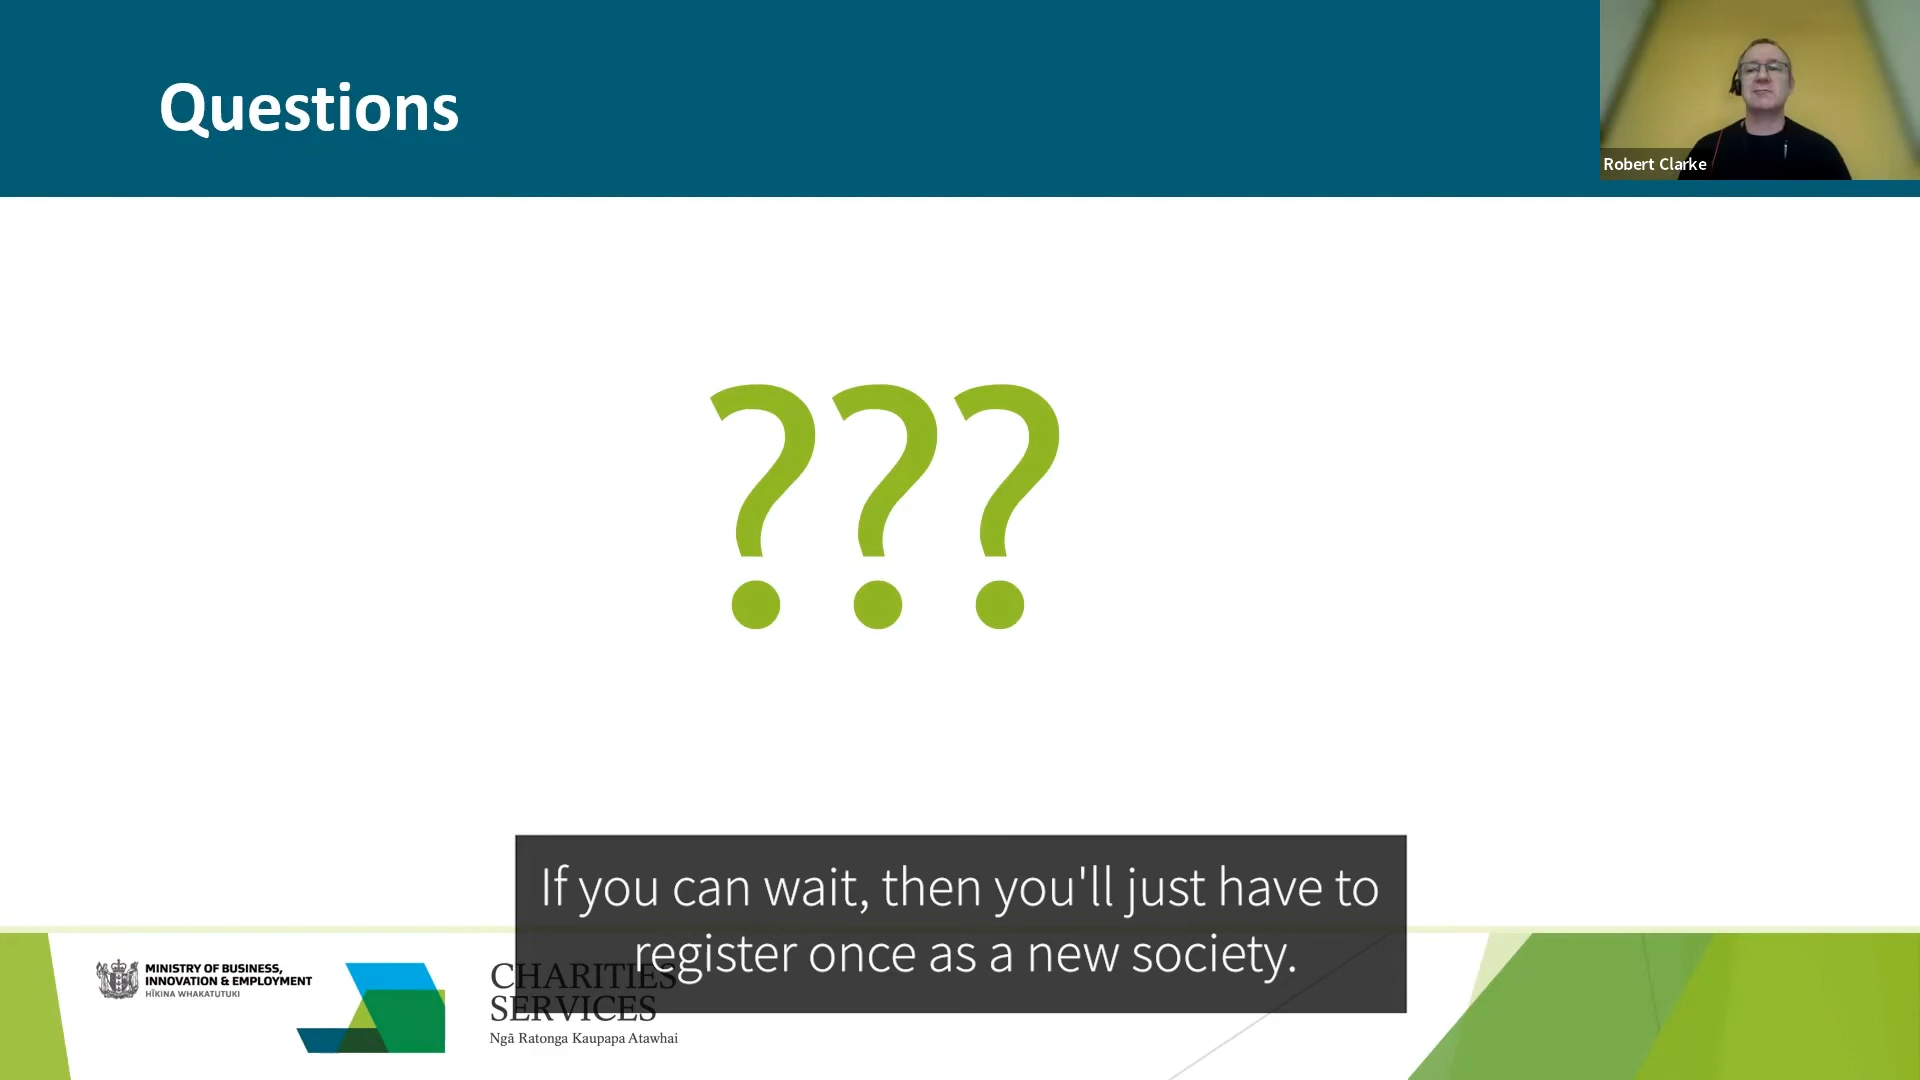 Questions
Robert Clarke
???
If you can wait, then you'll just have to
register once as a new society.
MINISTRY OF BUSINESS,
INNOVATION & EMPLOYMENT
HĪKINA WHAKATUTUKI
CHARITIES
SERVICES
Ngā Ratonga Kaupapa Atawhai